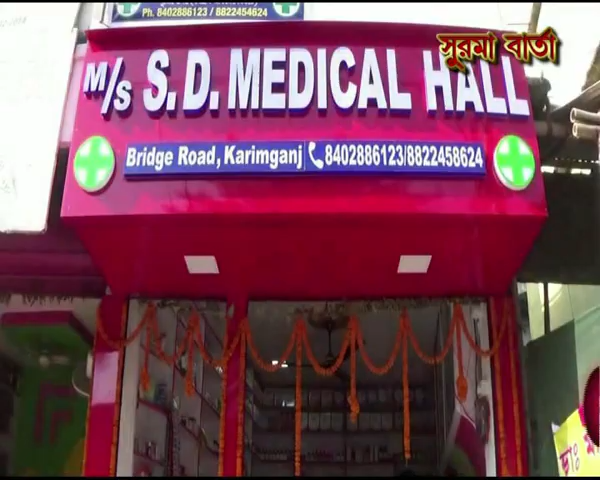 Ph. 8402886123 / 8822454624
সুরমা বার্তা
M/s S. D. MEDICAL HALL
Bridge Road, Karimganj 8402886123/8822458624
ডাঃ